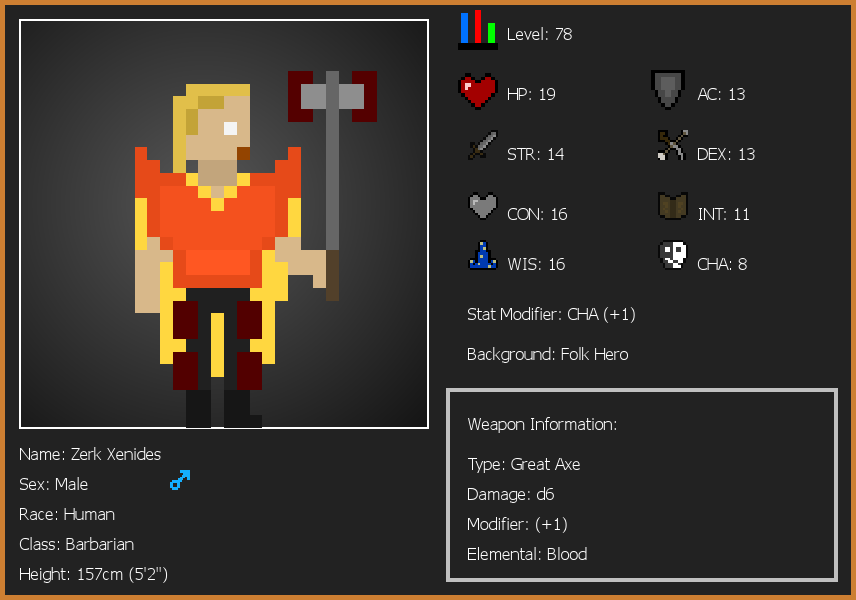 Level: 78
HP: 19
AC: 13
STR: 14
DEX: 13
CON: 16
INT: 11
WIS: 16
CHA: 8
Stat Modifier: CHA (+1)
Background: Folk Hero
Weapon Information:
Type: Great Axe
Damage: d6
Modifier: (+1)
Elemental: Blood
Name: Zerk Xenides
Sex: Male
Race: Human
Class: Barbarian
Height: 157cm (5'2")